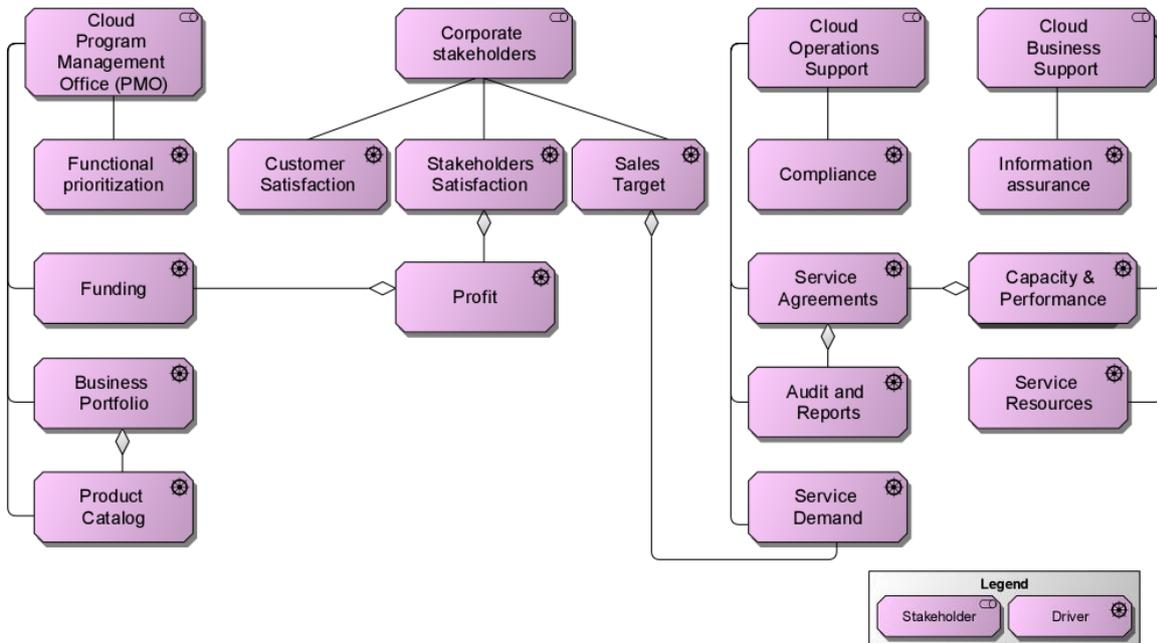 Cloud
Program
Management
Office (PMO)
Corporate
stakeholders
Cloud
Operations
Support
Cloud
Business
Support
Functional
prioritization
Customer
Satisfaction
Stakeholders
Satisfaction
Sales
Target
Compliance
Information
assurance
Funding
Profit
Service
Agreements
Capacity &
Performance
Business
Portfolio
Audit and
Reports
Service
Resources
Product
Catalog
Service
Demand
Legend
Stakeholder
Driver